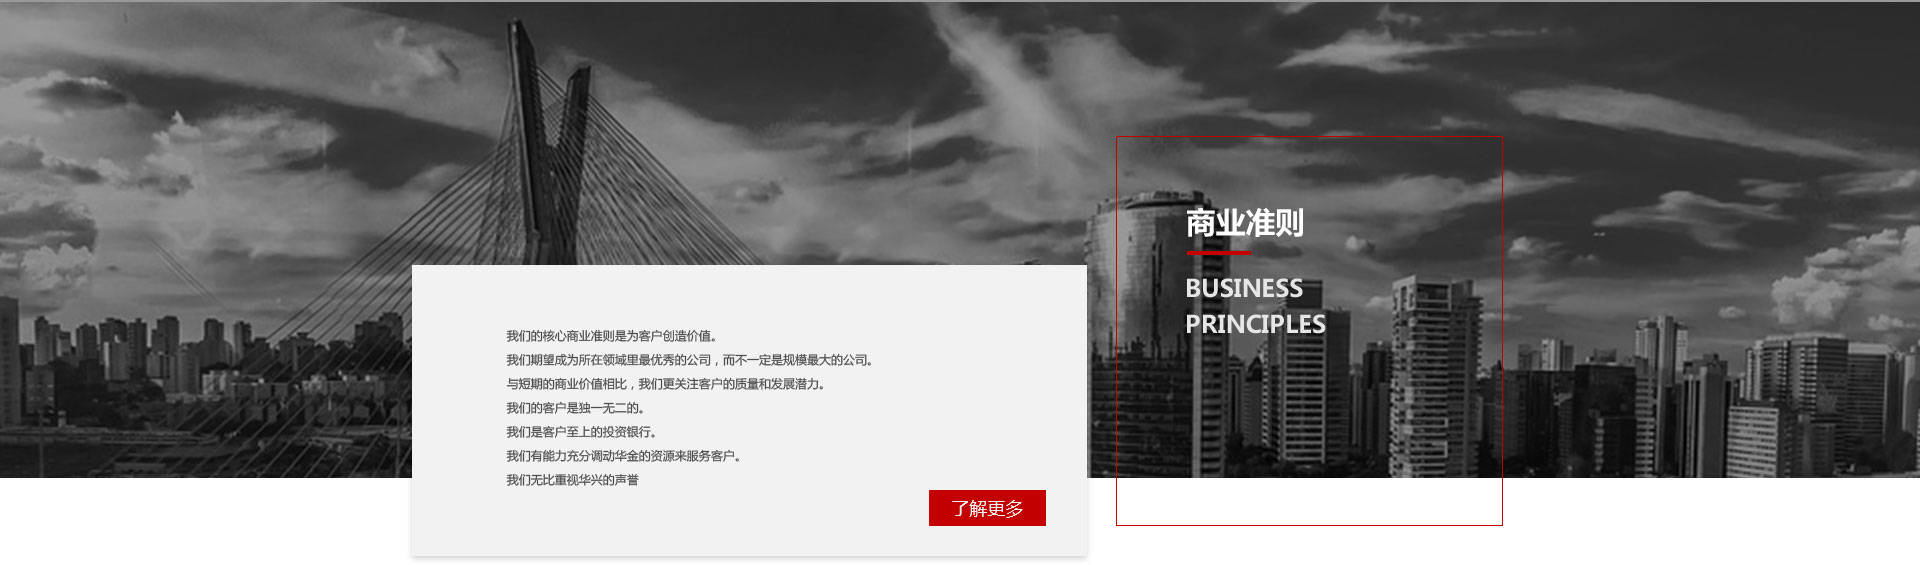 商业准则
BUSINESS
PRINCIPLES
我们的核心商业准则是为客户创造价值。
我们期望成为所在领域里最优秀的公司，而不一定是规模最大的公司。
与短期的商业价值相比，我们更关注客户的质量和发展潜力。
我们的客户是独一无二的。
我们是客户至上的投资银行。
我们有能力充分调动华金的资源来服务客户。
我们无比重视华兴的声誉
了解更多